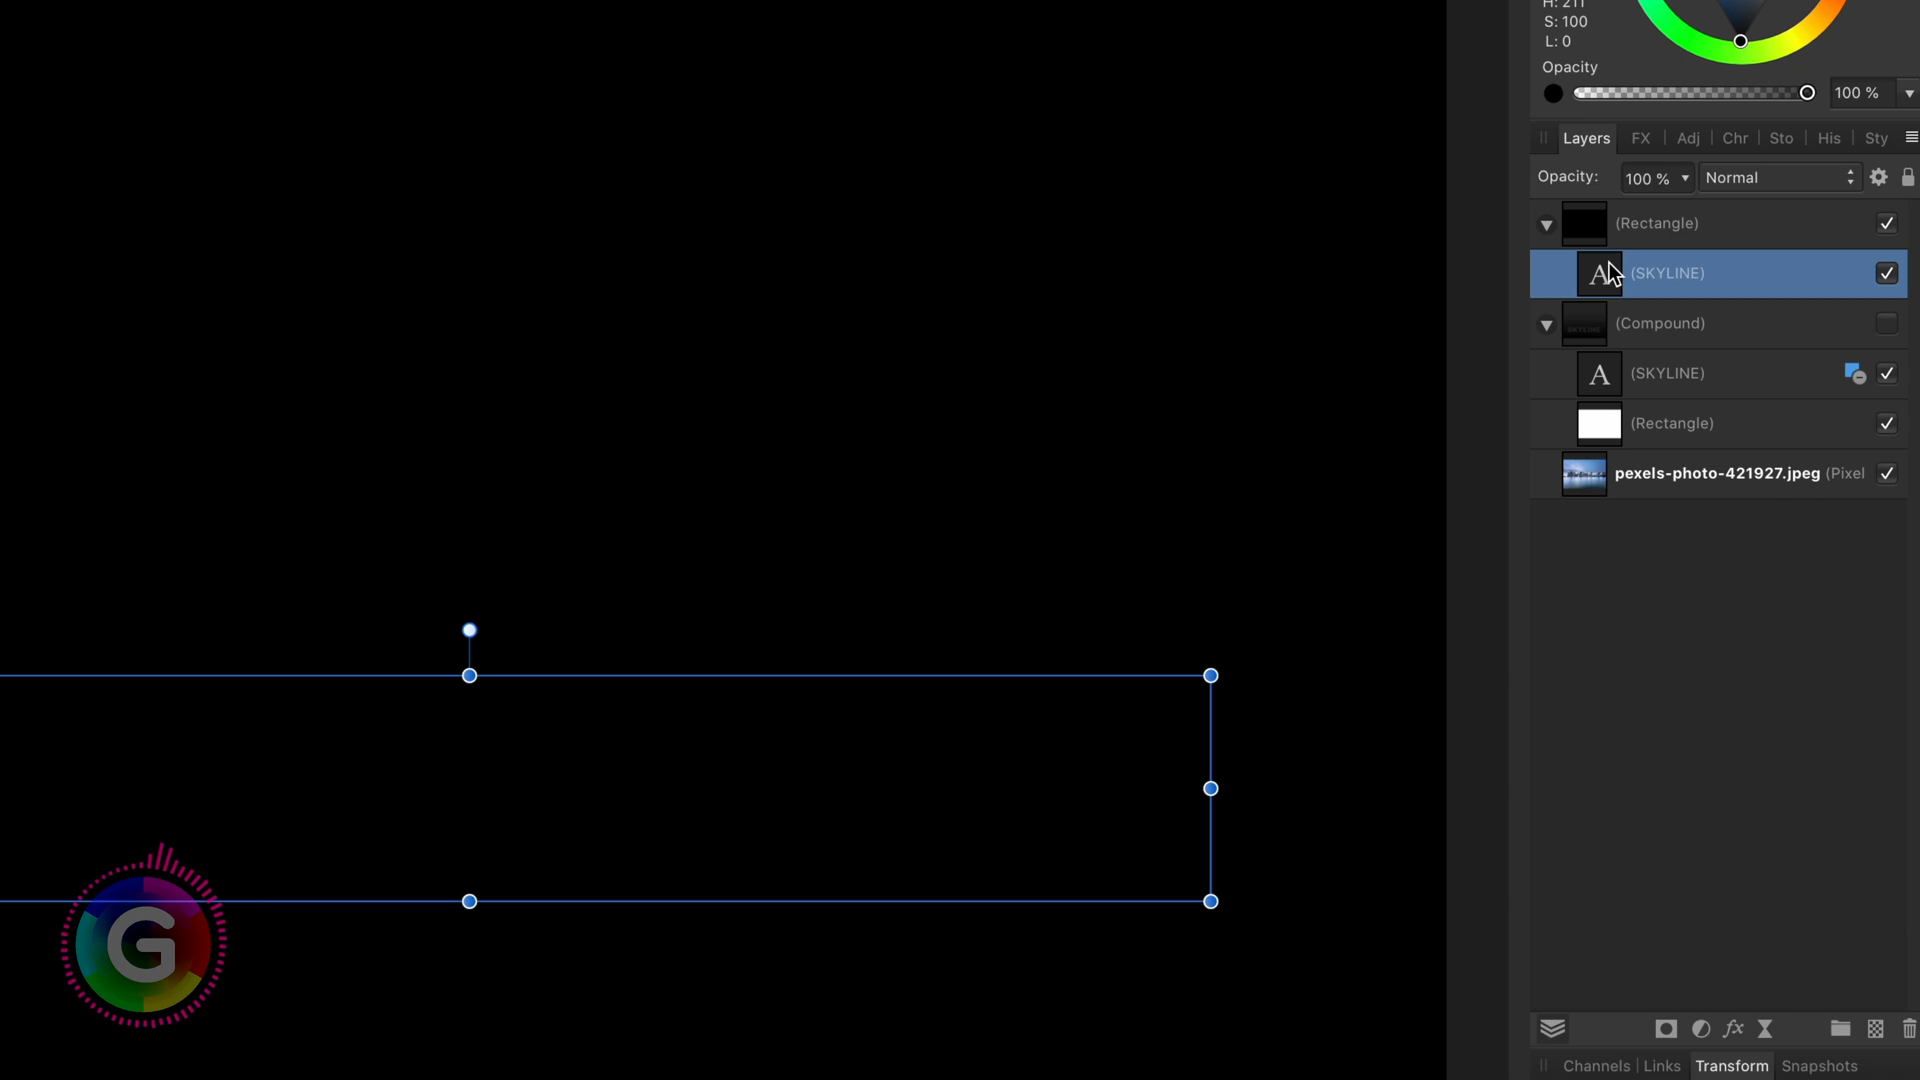 H: 211
S: 100
L: 0
Opacity
100 %
Layers FX Adj Chr Sto His Sty
Opacity: 100 % Normal
(Rectangle)
A (SKYLINE)
(Compound)
A (SKYLINE)
(Rectangle)
pexels-photo-421927.jpeg (Pixel
fx
Channels Links Transform Snapshots
G